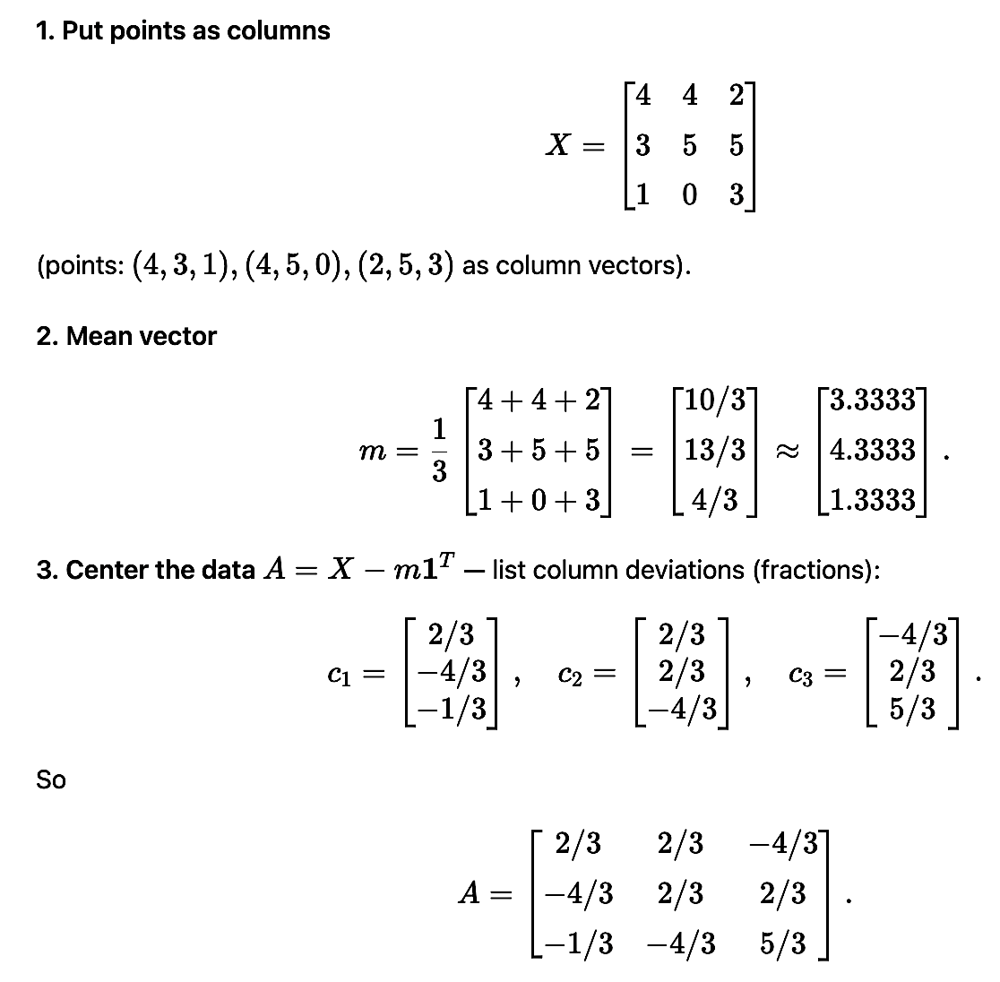 1. Put points as columns
X = \begin{bmatrix} 4 & 4 & 2 \\ 3 & 5 & 5 \\ 1 & 0 & 3 \end{bmatrix}
(points: (4, 3, 1), (4, 5, 0), (2, 5, 3) as column vectors).
2. Mean vector
m = \frac{1}{3} \begin{bmatrix} 4 + 4 + 2 \\ 3 + 5 + 5 \\ 1 + 0 + 3 \end{bmatrix} = \begin{bmatrix} 10/3 \\ 13/3 \\ 4/3 \end{bmatrix} ≈ \begin{bmatrix} 3.3333 \\ 4.3333 \\ 1.3333 \end{bmatrix} .
3. Center the data A = X − m\mathbf{1}^T — list column deviations (fractions):
c_1 = \begin{bmatrix} 2/3 \\ −4/3 \\ −1/3 \end{bmatrix} , c_2 = \begin{bmatrix} 2/3 \\ 2/3 \\ −4/3 \end{bmatrix} , c_3 = \begin{bmatrix} −4/3 \\ 2/3 \\ 5/3 \end{bmatrix} .
So
A = \begin{bmatrix} 2/3 & 2/3 & −4/3 \\ −4/3 & 2/3 & 2/3 \\ −1/3 & −4/3 & 5/3 \end{bmatrix} .